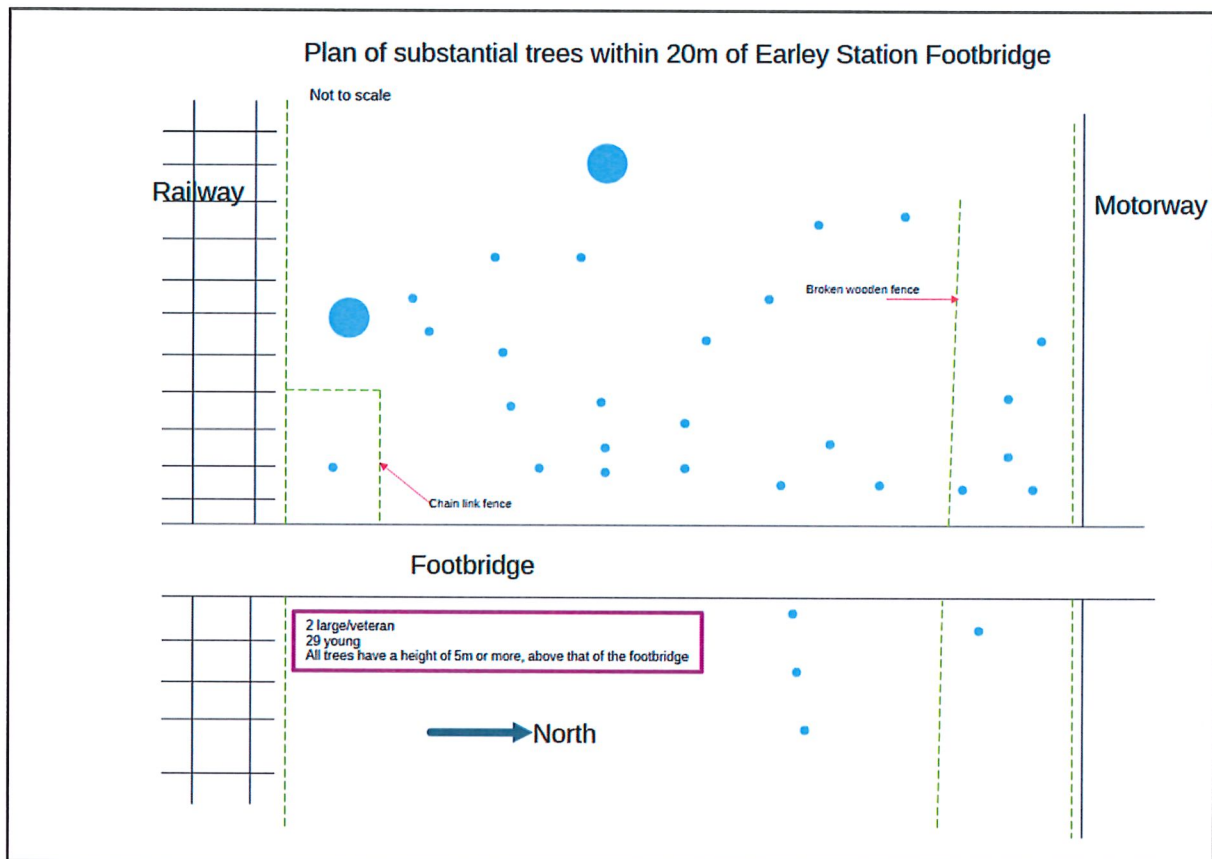 Plan of substantial trees within 20m of Earley Station Footbridge
Not to scale
Railway
Motorway
Broken wooden fence
Chain link fence
Footbridge
2 large/veteran
29 young
All trees have a height of 5m or more, above that of the footbridge
North